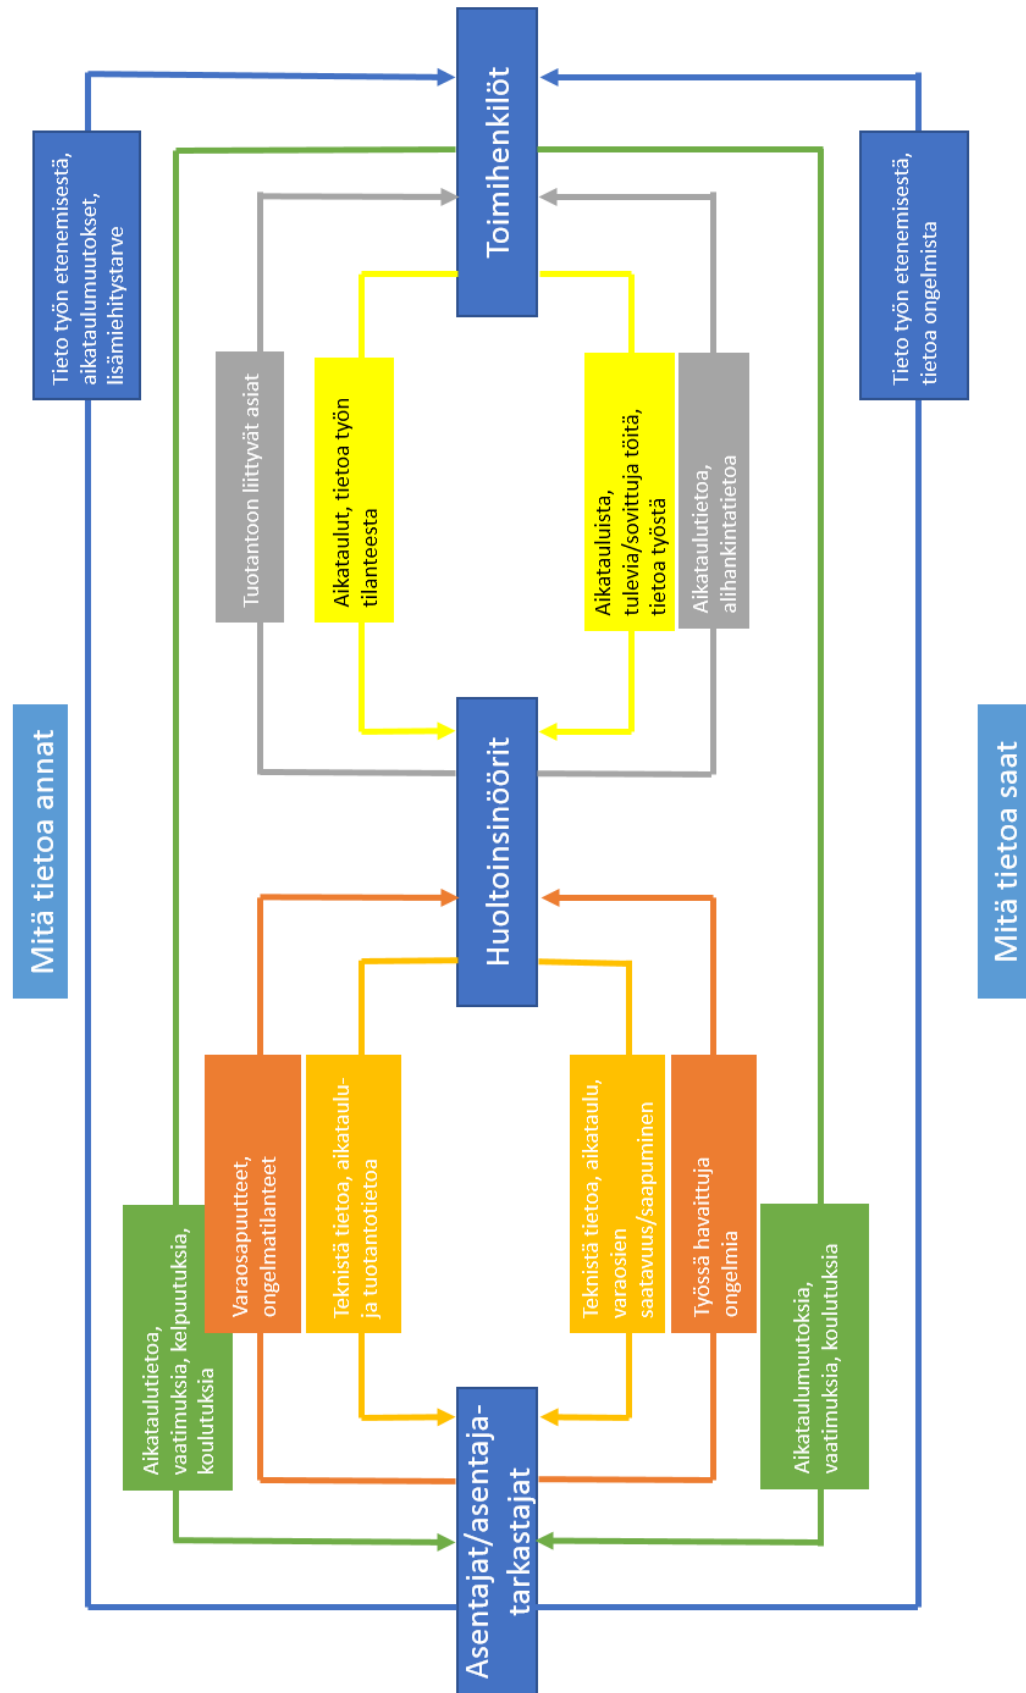 Mitä tietoa annat
Tieto työn etenemisestä,
aikataulumuutokset,
lisämiehitystarve
Aikataulutietoa,
vaatimuksia, kelpuutuksia,
koulutuksia
Varaosapuutteet,
ongelmatilanteet
Tuotantoon liittyvät asiat
Teknistä tietoa, aikataulu-
ja tuotantotietoa
Aikataulut, tietoa työn
tilanteesta
Asentajat/asentaja-
tarkastajat
Huoltoinsinöörit
Toimihenkilöt
Teknistä tietoa, aikataulu,
varaosien
saatavuus/saapuminen
Aikatauluista,
tulevia/sovittuja töitä,
tietoa työstä
Työssä havaittuja
ongelmia
Aikataulutietoa,
alihankintatietoa
Aikataulumuutoksia,
vaatimuksia, koulutuksia
Tieto työn etenemisestä,
tietoa ongelmista
Mitä tietoa saat